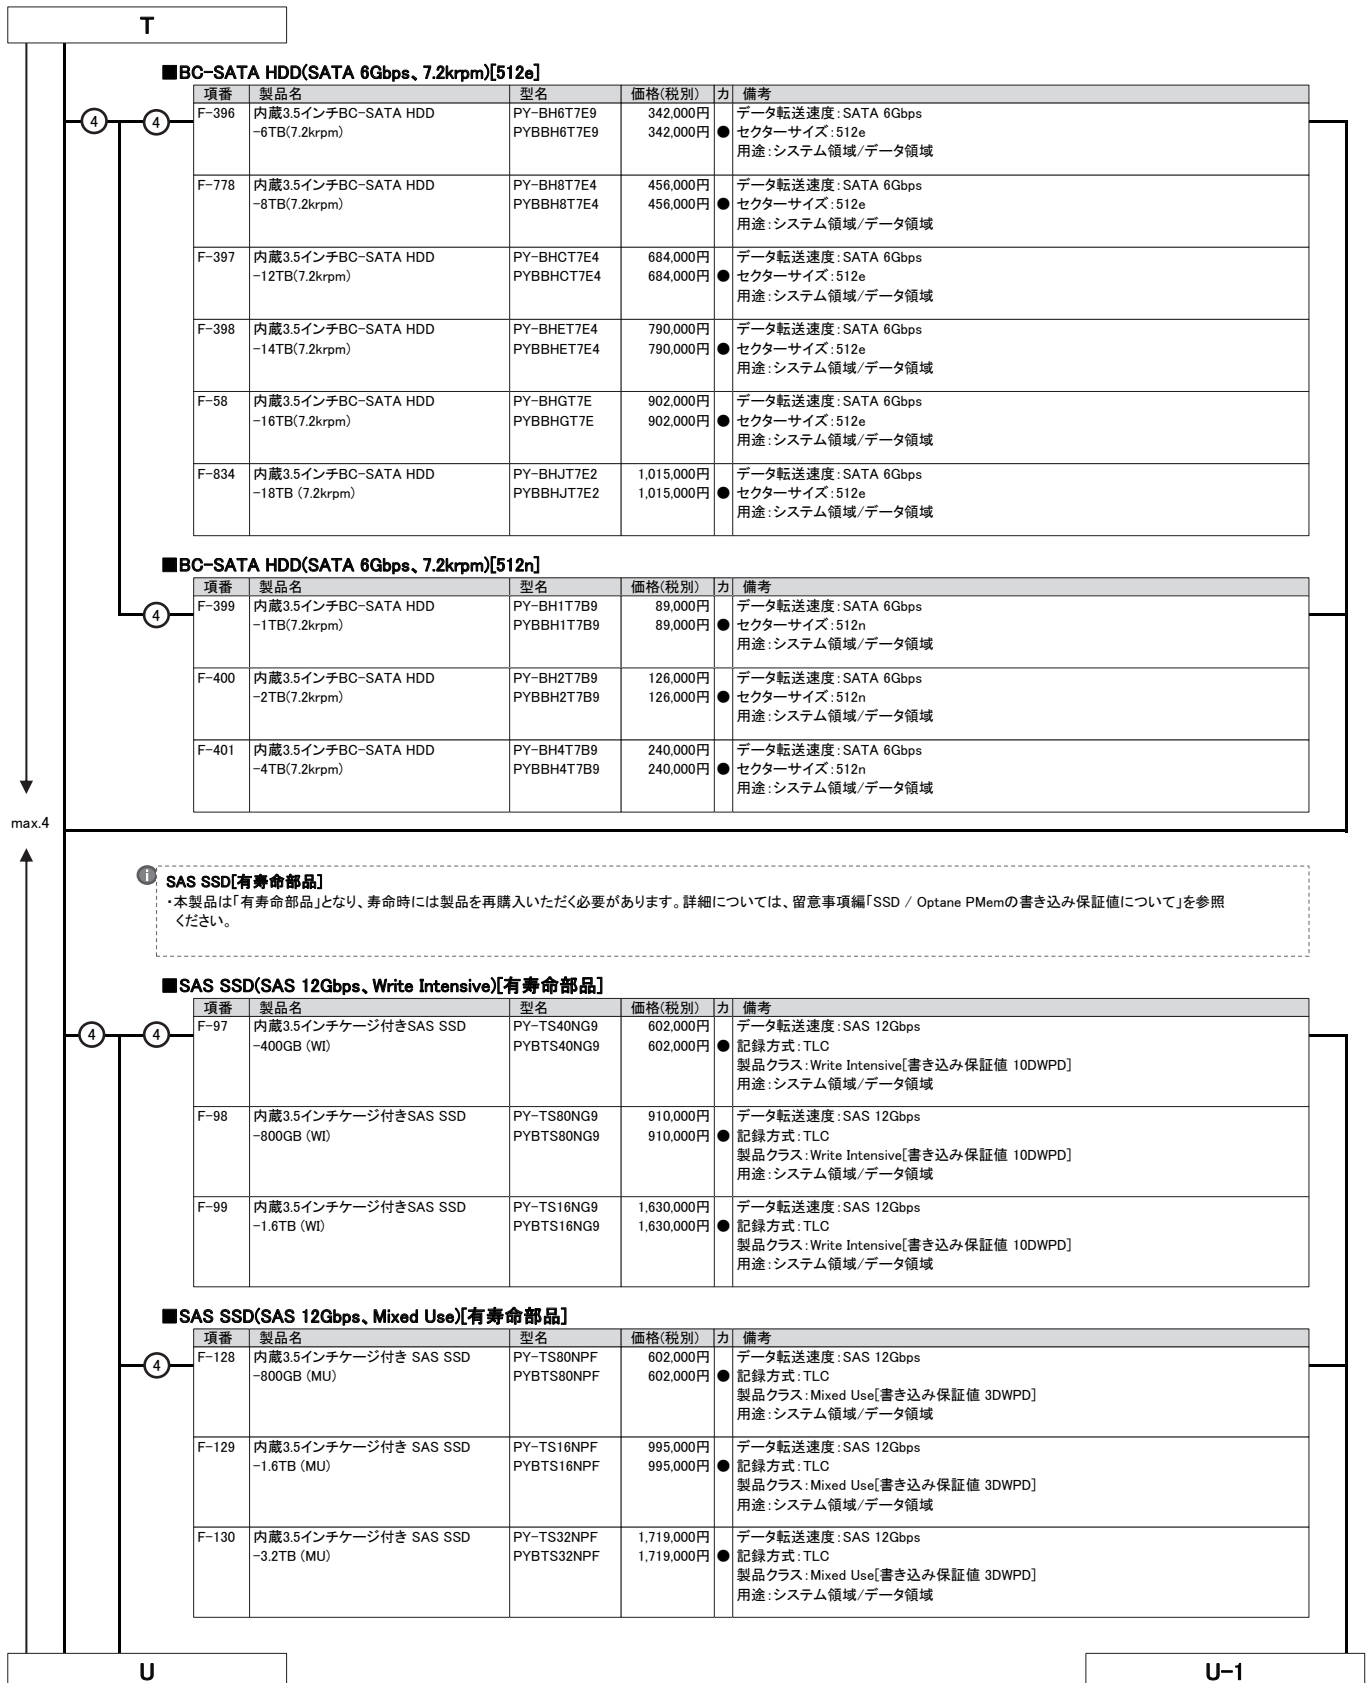 T
■BC-SATA HDD(SATA 6Gbps、7.2krpm)[512e]
項番 製品名 型名 価格(税別) カ 備考
④ ④ F-396 内蔵3.5インチBC-SATA HDD PY-BH6T7E9 342,000円 データ転送速度:SATA 6Gbps
-6TB(7.2krpm) PYBBH6T7E9 342,000円 ● セクターサイズ:512e
用途:システム領域/データ領域
F-778 内蔵3.5インチBC-SATA HDD PY-BH8T7E4 456,000円 データ転送速度:SATA 6Gbps
-8TB(7.2krpm) PYBBH8T7E4 456,000円 ● セクターサイズ:512e
用途:システム領域/データ領域
F-397 内蔵3.5インチBC-SATA HDD PY-BHCT7E4 684,000円 データ転送速度:SATA 6Gbps
-12TB(7.2krpm) PYBBHCT7E4 684,000円 ● セクターサイズ:512e
用途:システム領域/データ領域
F-398 内蔵3.5インチBC-SATA HDD PY-BHET7E4 790,000円 データ転送速度:SATA 6Gbps
-14TB(7.2krpm) PYBBHET7E4 790,000円 ● セクターサイズ:512e
用途:システム領域/データ領域
F-58 内蔵3.5インチBC-SATA HDD PY-BHGT7E 902,000円 データ転送速度:SATA 6Gbps
-16TB(7.2krpm) PYBBHGT7E 902,000円 ● セクターサイズ:512e
用途:システム領域/データ領域
F-834 内蔵3.5インチBC-SATA HDD PY-BHJT7E2 1,015,000円 データ転送速度:SATA 6Gbps
-18TB (7.2krpm) PYBBHJT7E2 1,015,000円 ● セクターサイズ:512e
用途:システム領域/データ領域
■BC-SATA HDD(SATA 6Gbps、7.2krpm)[512n]
項番 製品名 型名 価格(税別) カ 備考
④ F-399 内蔵3.5インチBC-SATA HDD PY-BH1T7B9 89,000円 データ転送速度:SATA 6Gbps
-1TB(7.2krpm) PYBBH1T7B9 89,000円 ● セクターサイズ:512n
用途:システム領域/データ領域
F-400 内蔵3.5インチBC-SATA HDD PY-BH2T7B9 126,000円 データ転送速度:SATA 6Gbps
-2TB(7.2krpm) PYBBH2T7B9 126,000円 ● セクターサイズ:512n
用途:システム領域/データ領域
F-401 内蔵3.5インチBC-SATA HDD PY-BH4T7B9 240,000円 データ転送速度:SATA 6Gbps
-4TB(7.2krpm) PYBBH4T7B9 240,000円 ● セクターサイズ:512n
用途:システム領域/データ領域
max.4
i SAS SSD[有寿命部品]
・本製品は「有寿命部品」となり、寿命時には製品を再購入いただく必要があります。詳細については、留意事項編「SSD / Optane PMemの書き込み保証値について」を参照
ください。
■SAS SSD(SAS 12Gbps、Write Intensive)[有寿命部品]
項番 製品名 型名 価格(税別) カ 備考
④ ④ F-97 内蔵3.5インチケージ付きSAS SSD PY-TS40NG9 602,000円 データ転送速度:SAS 12Gbps
-400GB (WI) PYBTS40NG9 602,000円 ● 記録方式:TLC
製品クラス:Write Intensive[書き込み保証値 10DWPD]
用途:システム領域/データ領域
F-98 内蔵3.5インチケージ付きSAS SSD PY-TS80NG9 910,000円 データ転送速度:SAS 12Gbps
-800GB (WI) PYBTS80NG9 910,000円 ● 記録方式:TLC
製品クラス:Write Intensive[書き込み保証値 10DWPD]
用途:システム領域/データ領域
F-99 内蔵3.5インチケージ付きSAS SSD PY-TS16NG9 1,630,000円 データ転送速度:SAS 12Gbps
-1.6TB (WI) PYBTS16NG9 1,630,000円 ● 記録方式:TLC
製品クラス:Write Intensive[書き込み保証値 10DWPD]
用途:システム領域/データ領域
■SAS SSD(SAS 12Gbps、Mixed Use)[有寿命部品]
項番 製品名 型名 価格(税別) カ 備考
④ F-128 内蔵3.5インチケージ付き SAS SSD PY-TS80NPF 602,000円 データ転送速度:SAS 12Gbps
-800GB (MU) PYBTS80NPF 602,000円 ● 記録方式:TLC
製品クラス:Mixed Use[書き込み保証値 3DWPD]
用途:システム領域/データ領域
F-129 内蔵3.5インチケージ付き SAS SSD PY-TS16NPF 995,000円 データ転送速度:SAS 12Gbps
-1.6TB (MU) PYBTS16NPF 995,000円 ● 記録方式:TLC
製品クラス:Mixed Use[書き込み保証値 3DWPD]
用途:システム領域/データ領域
F-130 内蔵3.5インチケージ付き SAS SSD PY-TS32NPF 1,719,000円 データ転送速度:SAS 12Gbps
-3.2TB (MU) PYBTS32NPF 1,719,000円 ● 記録方式:TLC
製品クラス:Mixed Use[書き込み保証値 3DWPD]
用途:システム領域/データ領域
U U-1